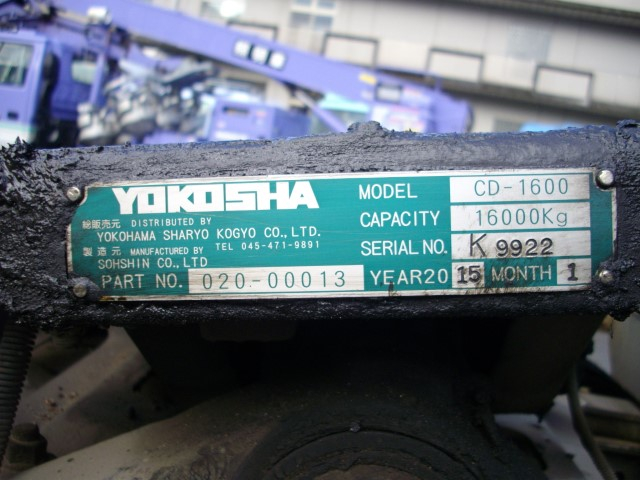 YOKOSHA
総販売元 DISTRIBUTED BY
YOKOHAMA SHARYO KOGYO CO., LTD.
TEL 045-471-9891
製造元 MANUFACTURED BY
SOHSHIN CO., LTD
PART NO. 020-00013
MODEL CD-1600
CAPACITY 16000Kg
SERIAL NO. K 9922
YEAR20 15 MONTH 1